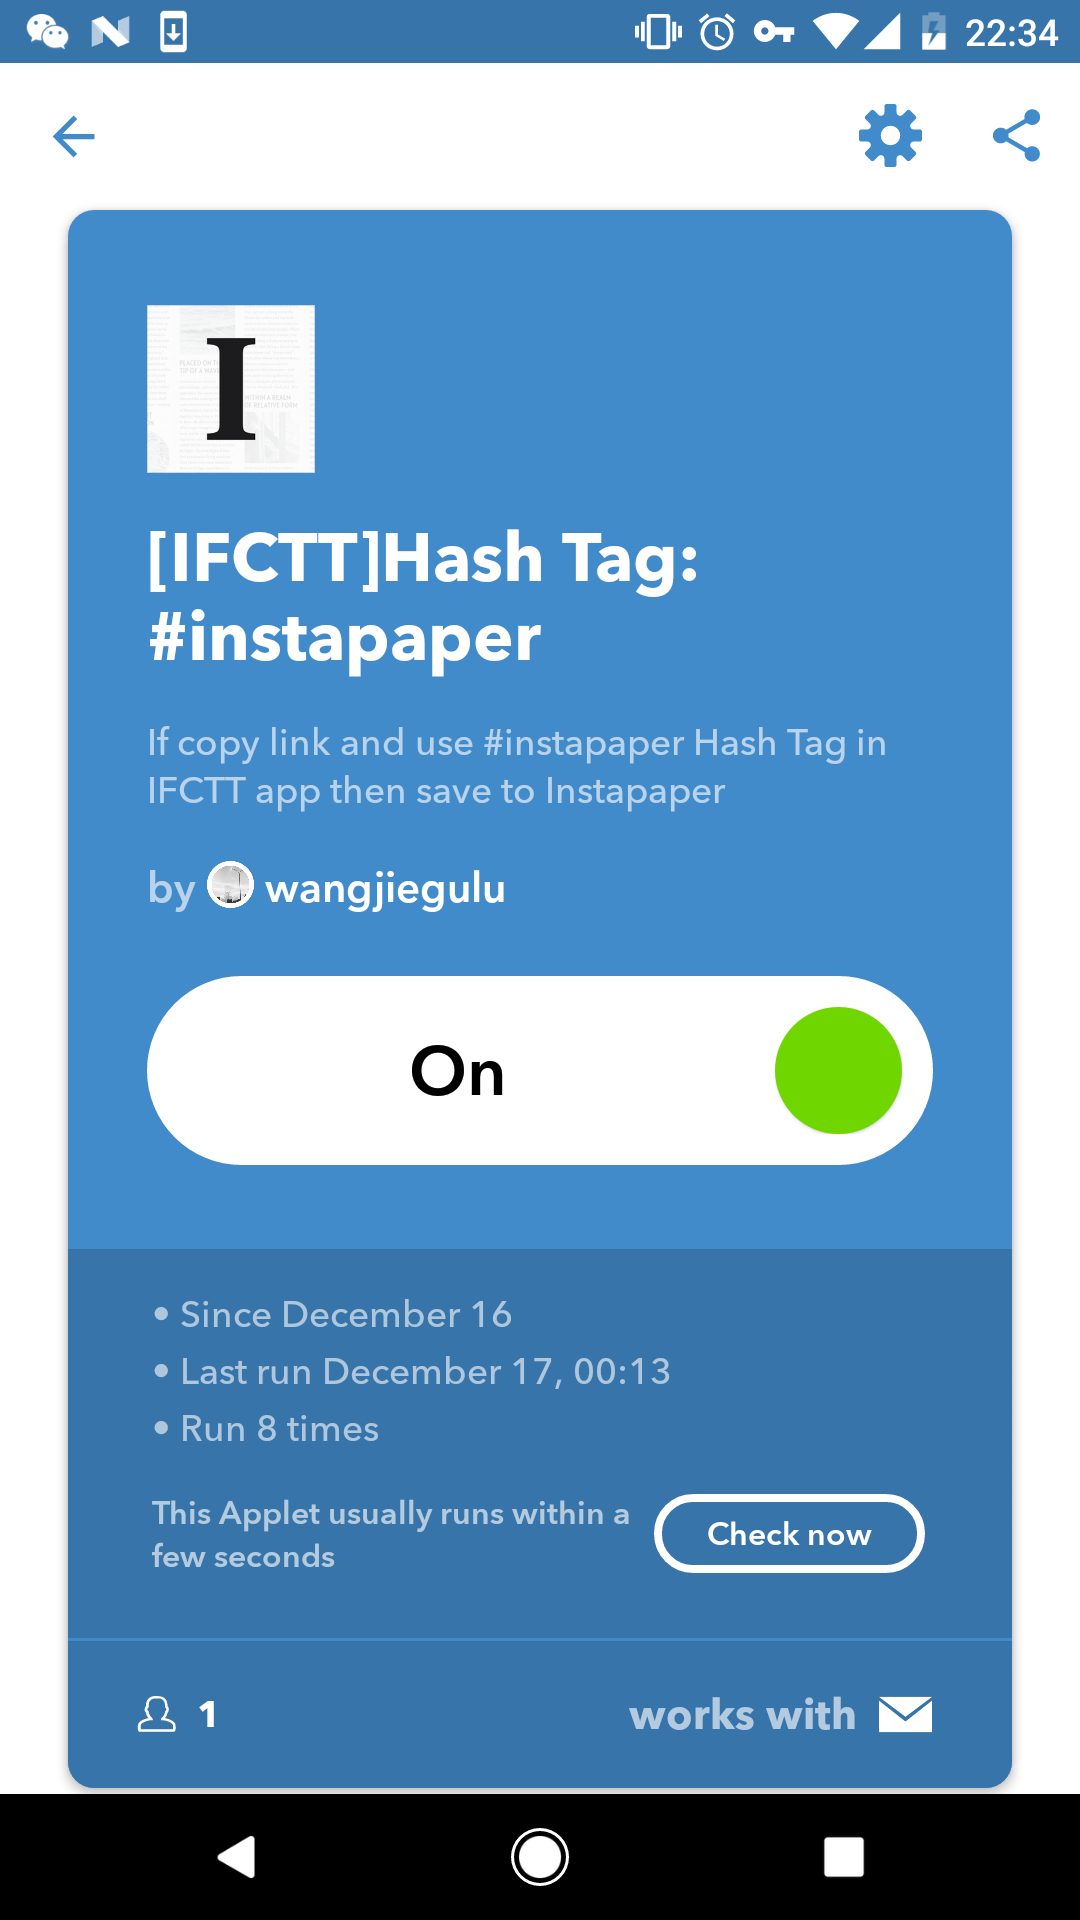 22:34
I
[IFCTT]Hash Tag:
#instapaper
If copy link and use #instapaper Hash Tag in
IFCTT app then save to Instapaper
by wangjiegulu
On
• Since December 16
• Last run December 17, 00:13
• Run 8 times
This Applet usually runs within a
few seconds
Check now
1
works with